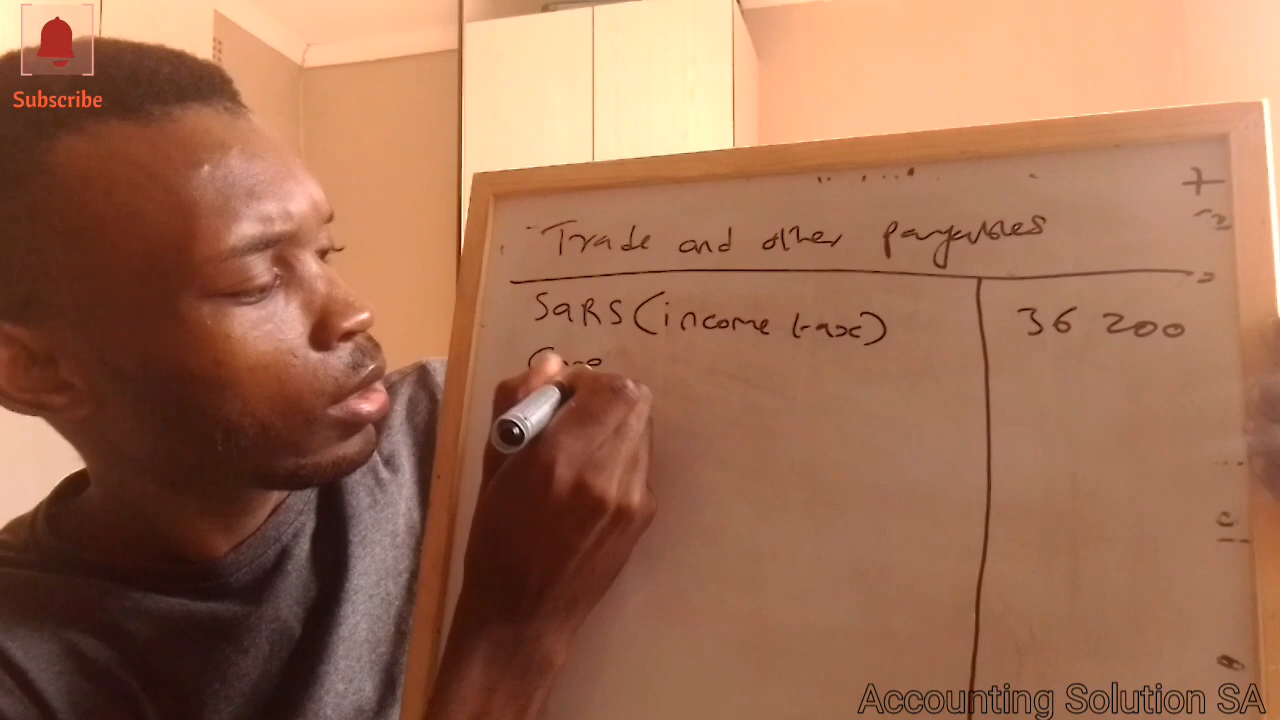 Subscribe
Trade and other payables
SaRS (income tax) 36 200
Accounting Solution SA